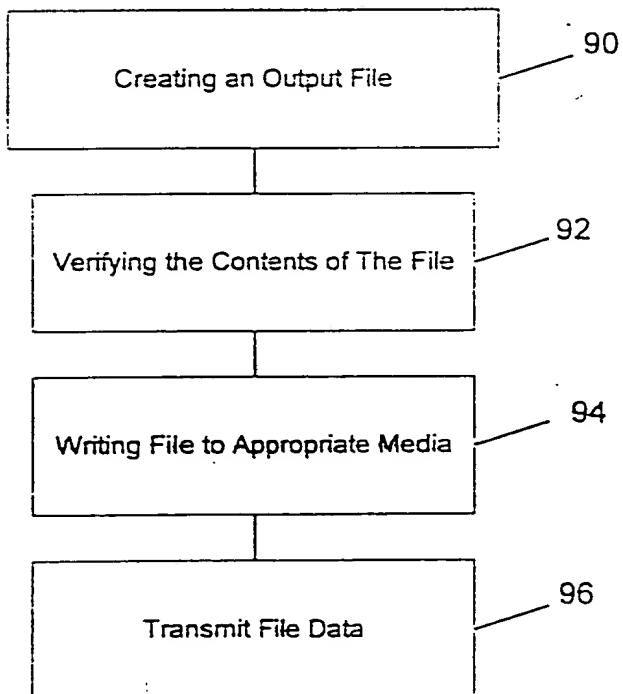 Creating an Output File
90
Verifying the Contents of The File
92
Writing File to Appropriate Media
94
Transmit File Data
96